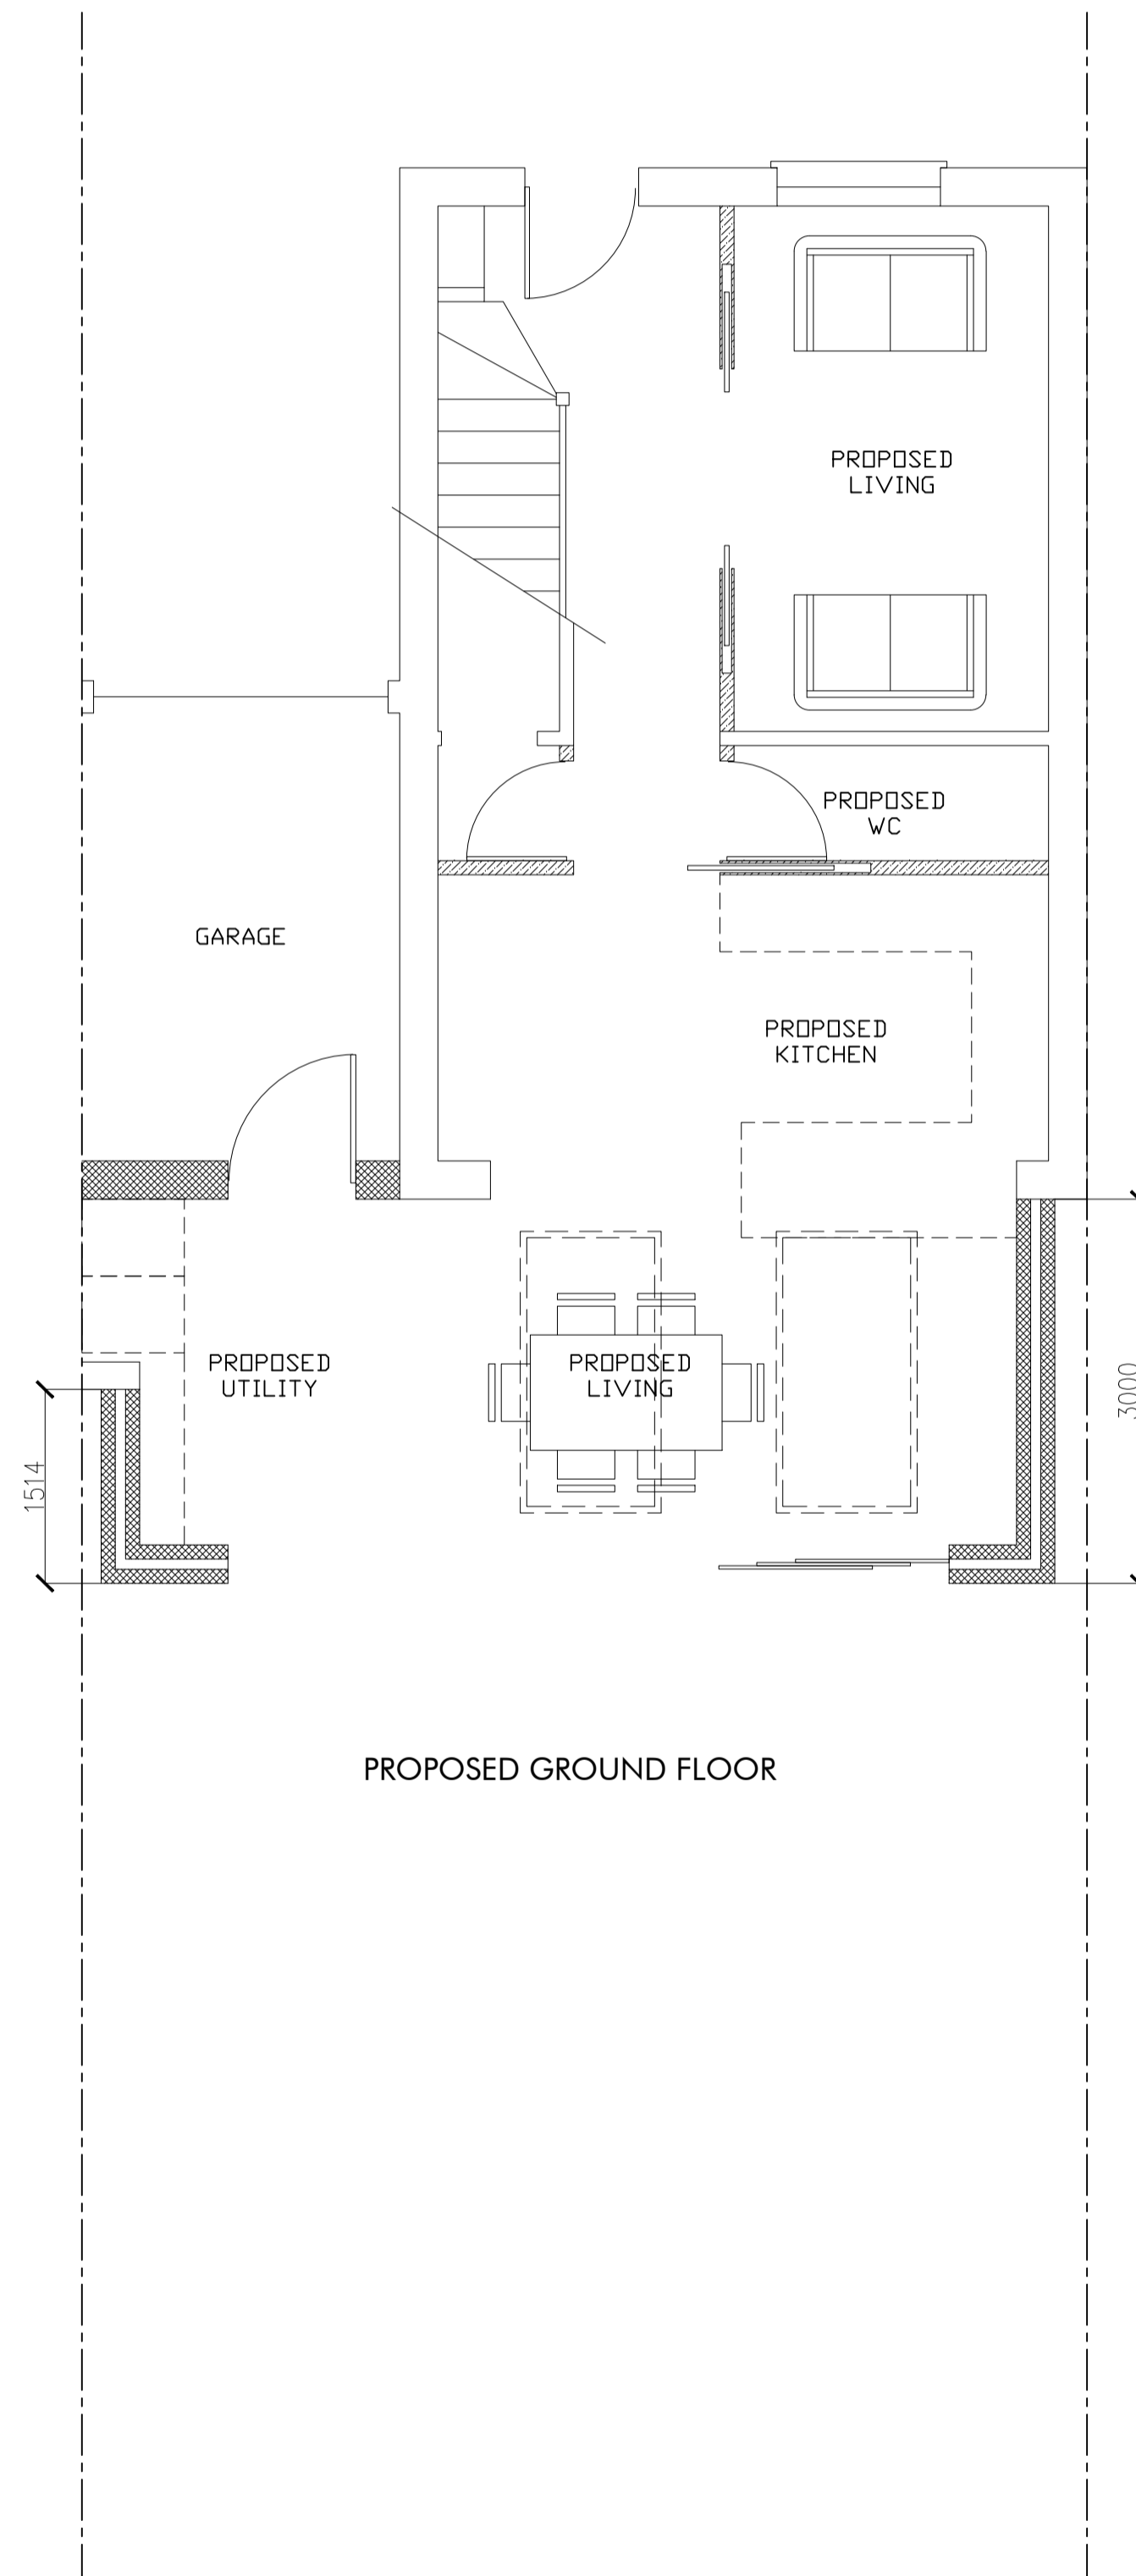 PROPOSED
LIVING
PROPOSED
WC
GARAGE
PROPOSED
KITCHEN
PROPOSED
UTILITY
PROPOSED
LIVING
3000
1514
PROPOSED GROUND FLOOR